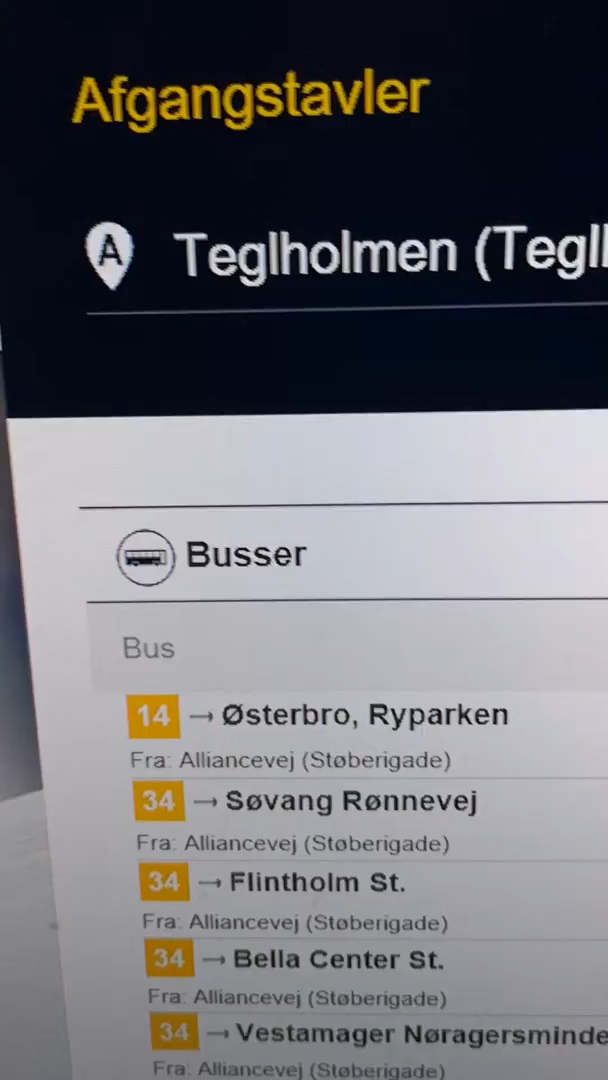 Afgangstavler
A Teglholmen (Tegl
Busser
Bus
14 → Østerbro, Ryparken
Fra: Alliancevej (Støberigade)
34 → Søvang Rønnevej
Fra: Alliancevej (Støberigade)
34 → Flintholm St.
Fra: Alliancevej (Støberigade)
34 → Bella Center St.
Fra: Alliancevej (Støberigade)
34 → Vestamager Nøragersminde
Fra: Alliancevej (Støberigade)